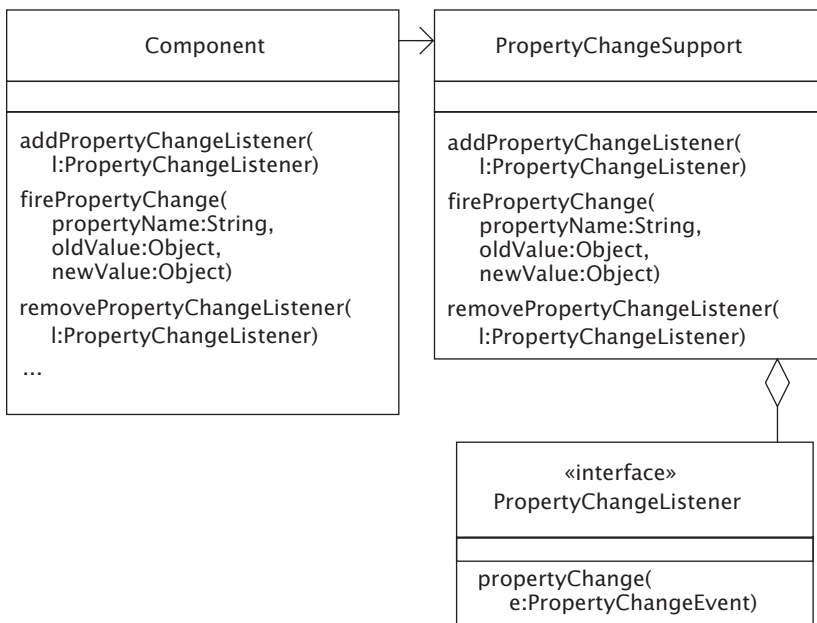 Component
addPropertyChangeListener(
l:PropertyChangeListener)
firePropertyChange(
propertyName:String,
oldValue:Object,
newValue:Object)
removePropertyChangeListener(
l:PropertyChangeListener)
...
PropertyChangeSupport
addPropertyChangeListener(
l:PropertyChangeListener)
firePropertyChange(
propertyName:String,
oldValue:Object,
newValue:Object)
removePropertyChangeListener(
l:PropertyChangeListener)
«interface»
PropertyChangeListener
propertyChange(
e:PropertyChangeEvent)